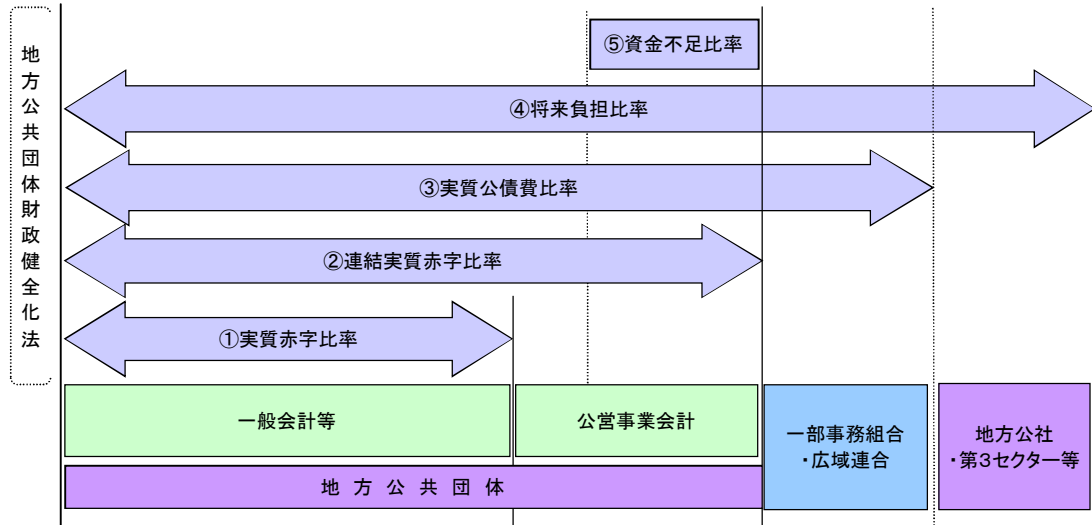 地方公共団体財政健全化法
⑤資金不足比率
④将来負担比率
③実質公債費比率
②連結実質赤字比率
①実質赤字比率
一般会計等
公営事業会計
一部事務組合
・広域連合
地方公社
・第3セクター等
地方公共団体